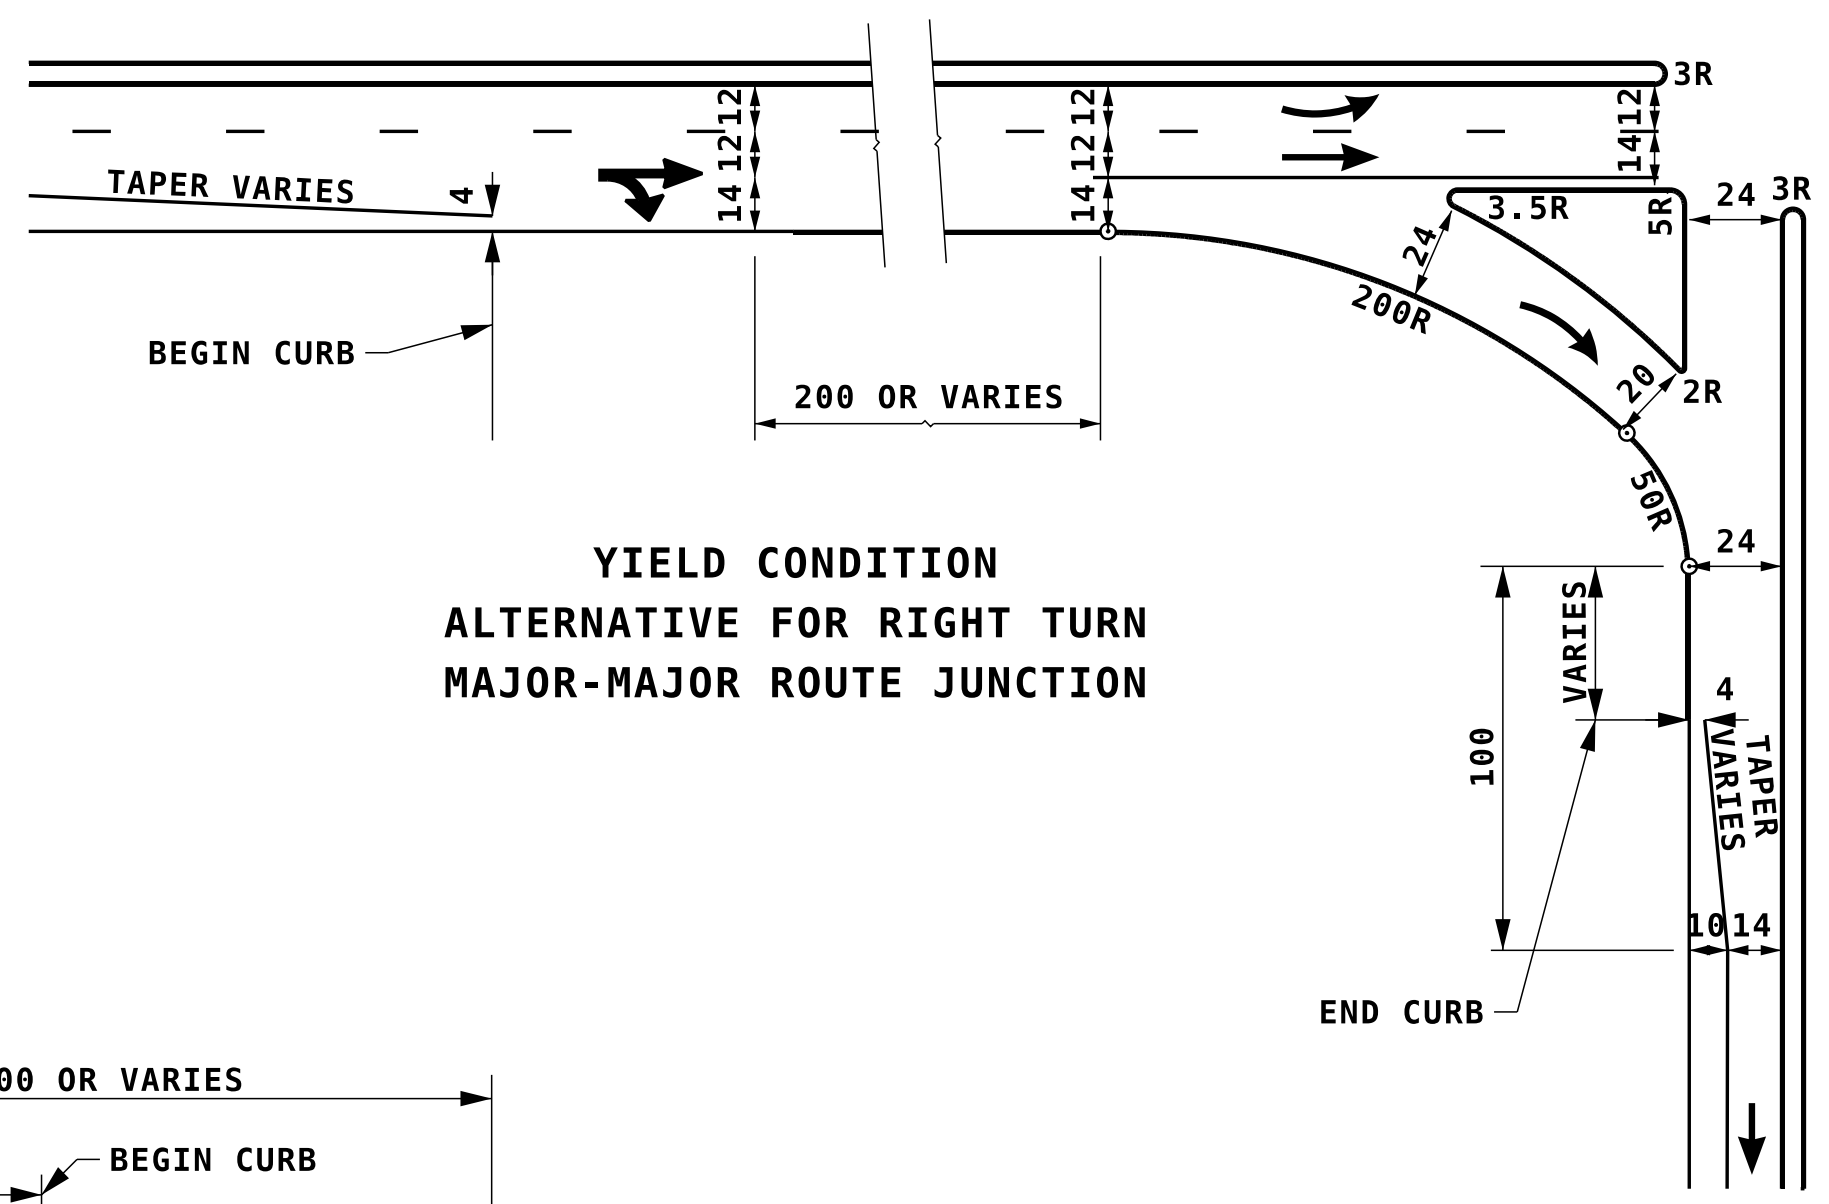 3R
12
12
12
12
12
14
TAPER VARIES
4
14
14
3.5R
5R
24
3R
24
200R
BEGIN CURB
200 OR VARIES
20
2R
50R
YIELD CONDITION
ALTERNATIVE FOR RIGHT TURN
MAJOR-MAJOR ROUTE JUNCTION
24
VARIES
4
100
TAPER
VARIES
10
14
END CURB
00 OR VARIES
BEGIN CURB